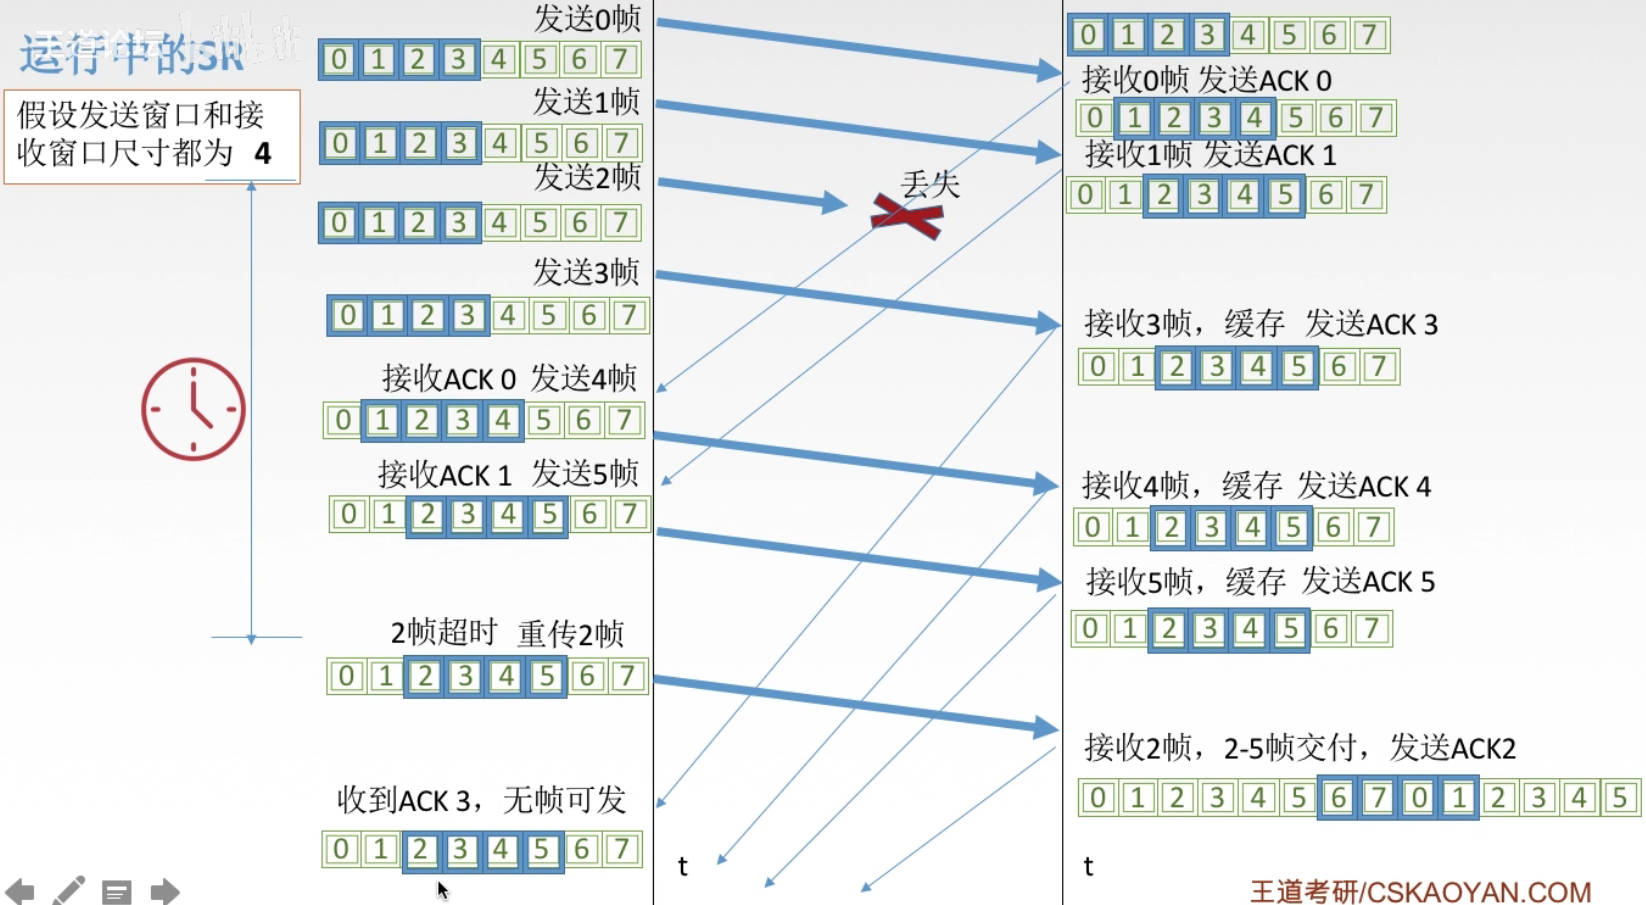 运行中的SR
王道论坛
假设发送窗口和接
收窗口尺寸都为 4
发送0帧
0 1 2 3 4 5 6 7
发送1帧
0 1 2 3 4 5 6 7
发送2帧
0 1 2 3 4 5 6 7
发送3帧
0 1 2 3 4 5 6 7
接收ACK 0 发送4帧
0 1 2 3 4 5 6 7
接收ACK 1 发送5帧
0 1 2 3 4 5 6 7
2帧超时 重传2帧
0 1 2 3 4 5 6 7
收到ACK 3，无帧可发
0 1 2 3 4 5 6 7
丢失
t
0 1 2 3 4 5 6 7
接收0帧 发送ACK 0
0 1 2 3 4 5 6 7
接收1帧 发送ACK 1
0 1 2 3 4 5 6 7
接收3帧，缓存 发送ACK 3
0 1 2 3 4 5 6 7
接收4帧，缓存 发送ACK 4
0 1 2 3 4 5 6 7
接收5帧，缓存 发送ACK 5
0 1 2 3 4 5 6 7
接收2帧，2-5帧交付，发送ACK2
0 1 2 3 4 5 6 7 0 1 2 3 4 5
t
王道考研/CSKAOYAN.COM